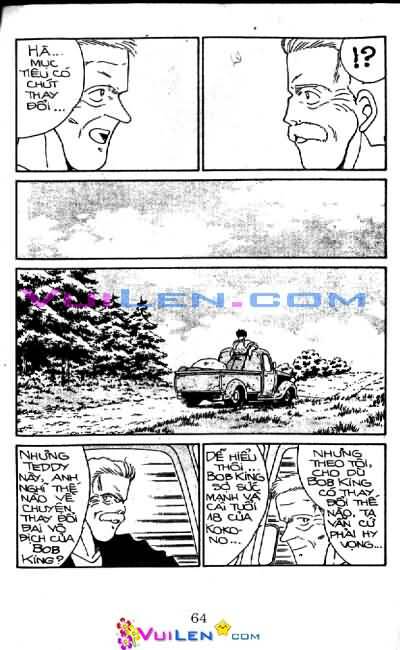 HÃ...
MỤC
TIÊU CÓ
CHÚT
THAY
ĐỔI...
!?
VUILEN.COM
NHƯNG
TEDDY
NÀY, ANH
NGHĨ THẾ
NÀO VỀ
CHUYỆN
THAY ĐỔI
ĐAI VÔ
ĐỊCH CỦA
BOB
KING?
DỄ HIỂU
THÔI...
BOB KING
SỢ SỨC
MẠNH VÀ
CÁI TUỔI
18 CỦA
KOKO-
NO...
NHƯNG
THEO TÔI,
CHO DÙ
BOB KING
CÓ THAY
ĐỔI THẾ
NÀO, TA
VẪN CỨ
PHẢI HY
VỌNG...
64
VUILEN.COM